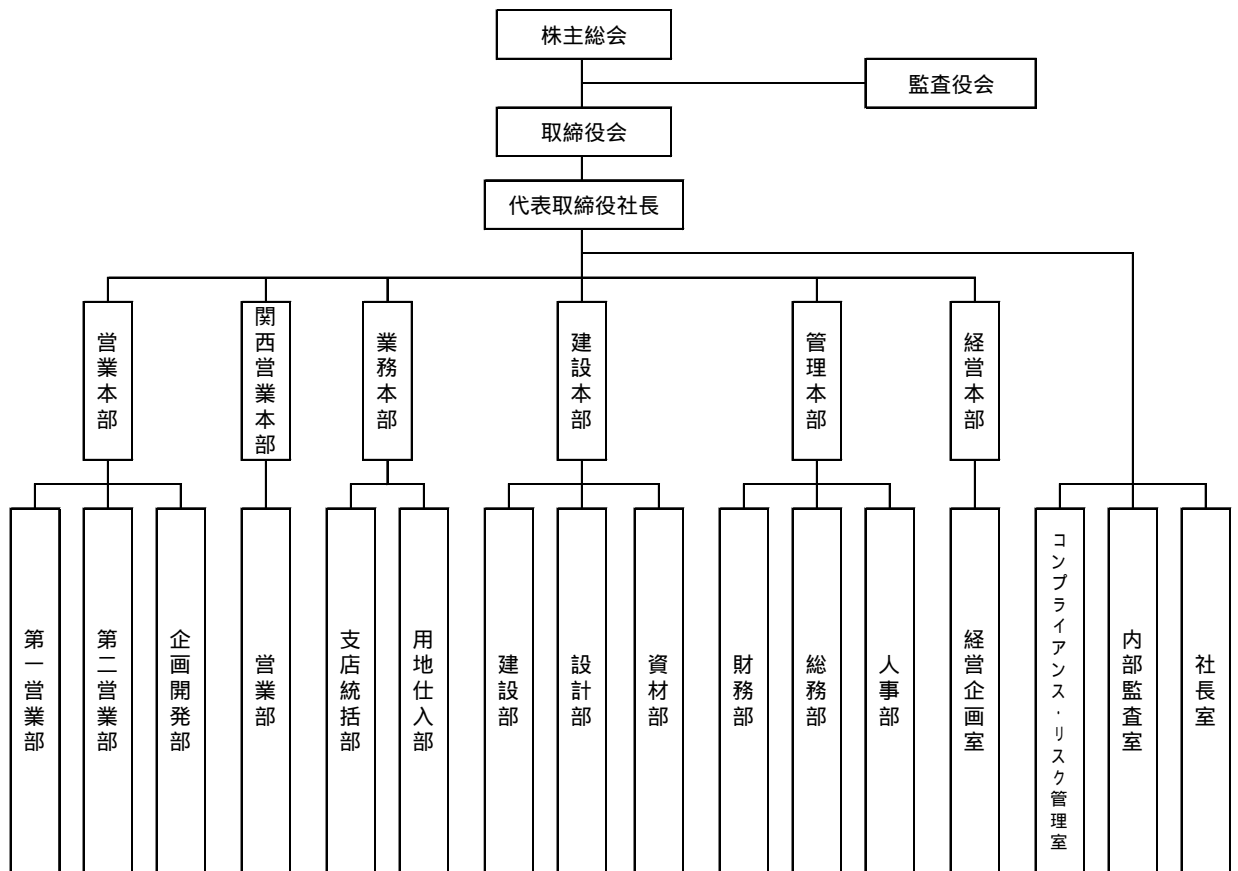 株主総会
監査役会
取締役会
代表取締役社長
営業本部
関西営業本部
業務本部
建設本部
管理本部
経営本部
第一営業部
第二営業部
企画開発部
営業部
支店統括部
用地仕入部
建設部
設計部
資材部
財務部
総務部
人事部
経営企画室
コンプライアンス・リスク管理室
内部監査室
社長室